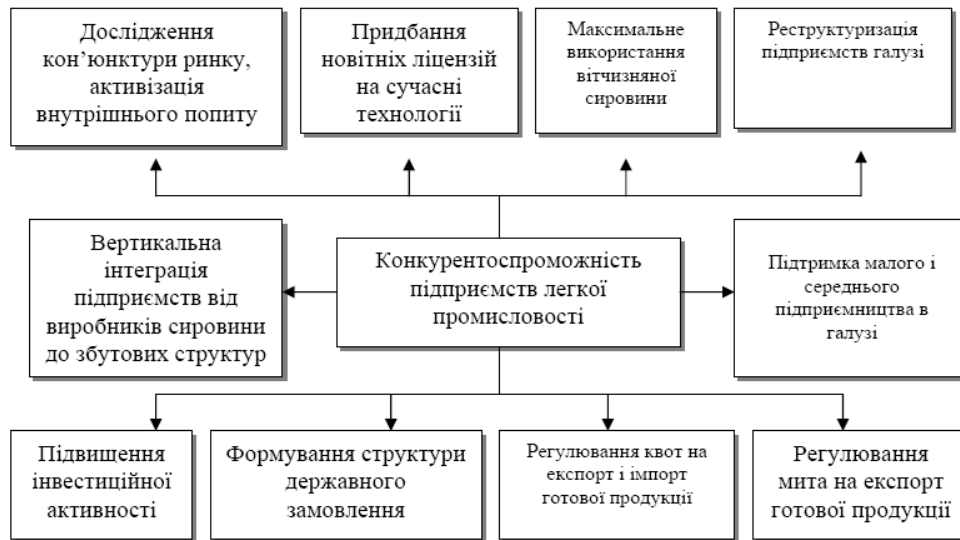 Дослідження
кон’юнктури ринку,
активізація
внутрішнього попиту
Придбання
новітніх ліцензій
на сучасні
технології
Максимальне
використання
вітчизняної
сировини
Реструктуризація
підприємств галузі
Вертикальна
інтеграція
підприємств від
виробників сировини
до збутових структур
Конкурентоспроможність
підприємств легкої
промисловості
Підтримка малого і
середнього
підприємництва в
галузі
Підвищення
інвестиційної
активності
Формування структури
державного
замовлення
Регулювання квот на
експорт і імпорт
готової продукції
Регулювання
мита на експорт
готової продукції